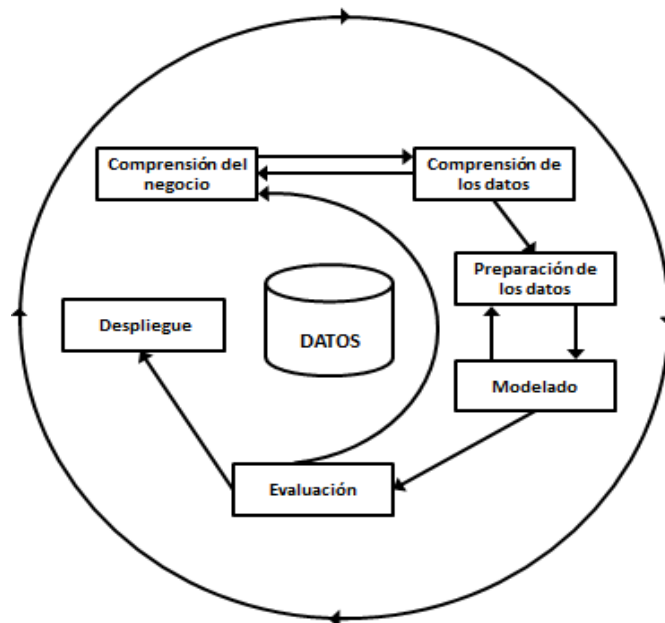 Comprensión del
negocio
Comprensión de
los datos
Preparación de
los datos
Despliegue
DATOS
Modelado
Evaluación